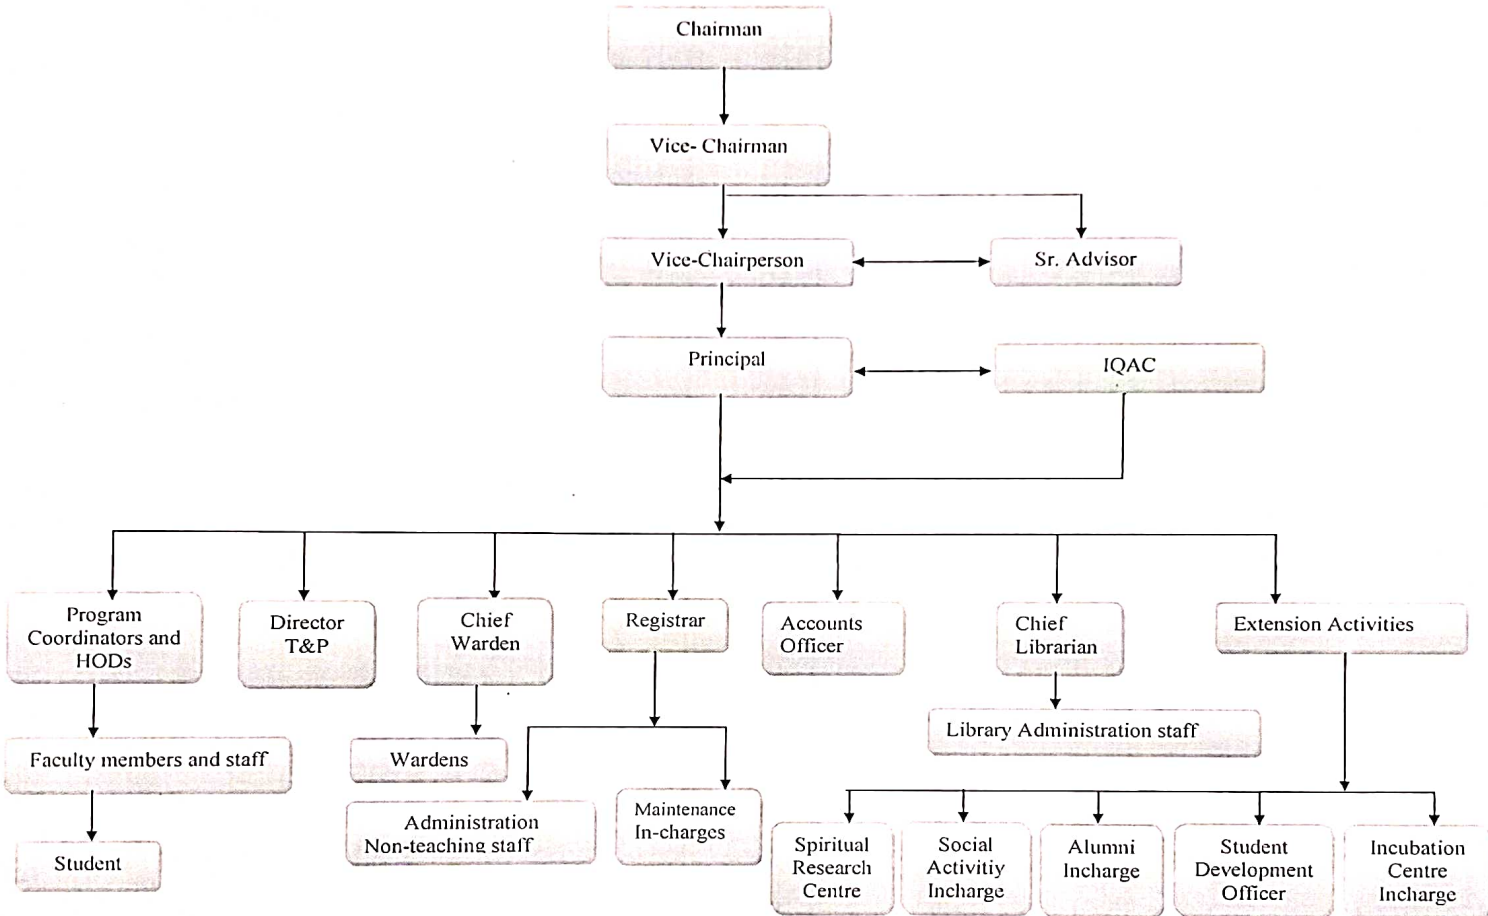 Chairman
Vice- Chairman
Vice-Chairperson
Sr. Advisor
Principal
IQAC
Program
Coordinators and
HODs
Director
T&P
Chief
Warden
Registrar
Accounts
Officer
Chief
Librarian
Extension Activities
Faculty members and staff
Wardens
Library Administration staff
Student
Administration
Non-teaching staff
Maintenance
In-charges
Spiritual
Research
Centre
Social
Activitiy
Incharge
Alumni
Incharge
Student
Development
Officer
Incubation
Centre
Incharge